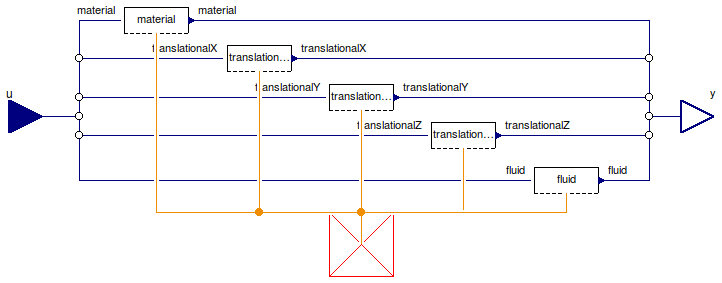 material
material
material
translationalX
translation...
translationalX
translationalY
translation...
translationalY
u
y
translationalZ
translation...
translationalZ
fluid
fluid
fluid